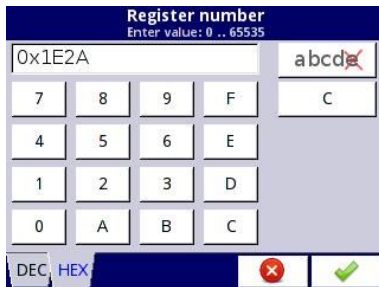 Register number
Enter value: 0 .. 65535
0x1E2A abcde
7 8 9 F C
4 5 6 E
1 2 3 D
0 A B C
DEC HEX